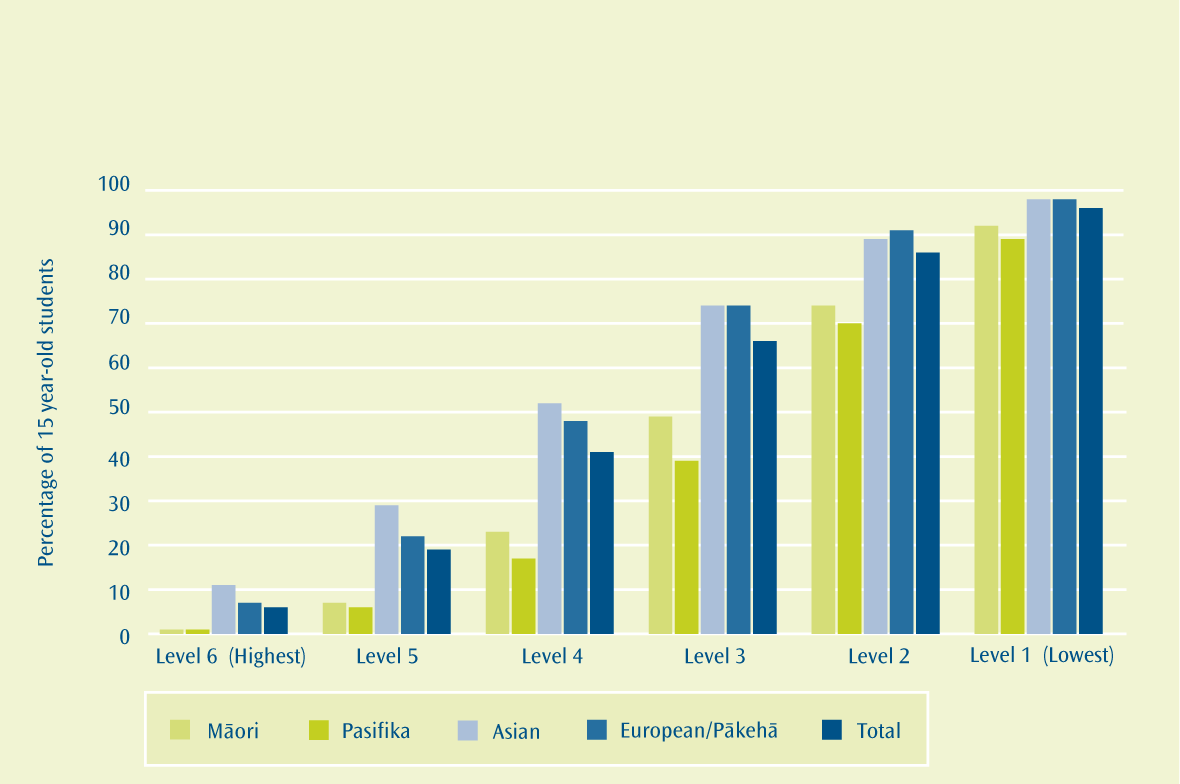 Percentage of 15 year-old students
100
90
80
70
60
50
40
30
20
10
0
Level 6 (Highest)
Level 5
Level 4
Level 3
Level 2
Level 1 (Lowest)
Māori
Pasifika
Asian
European/Pākehā
Total